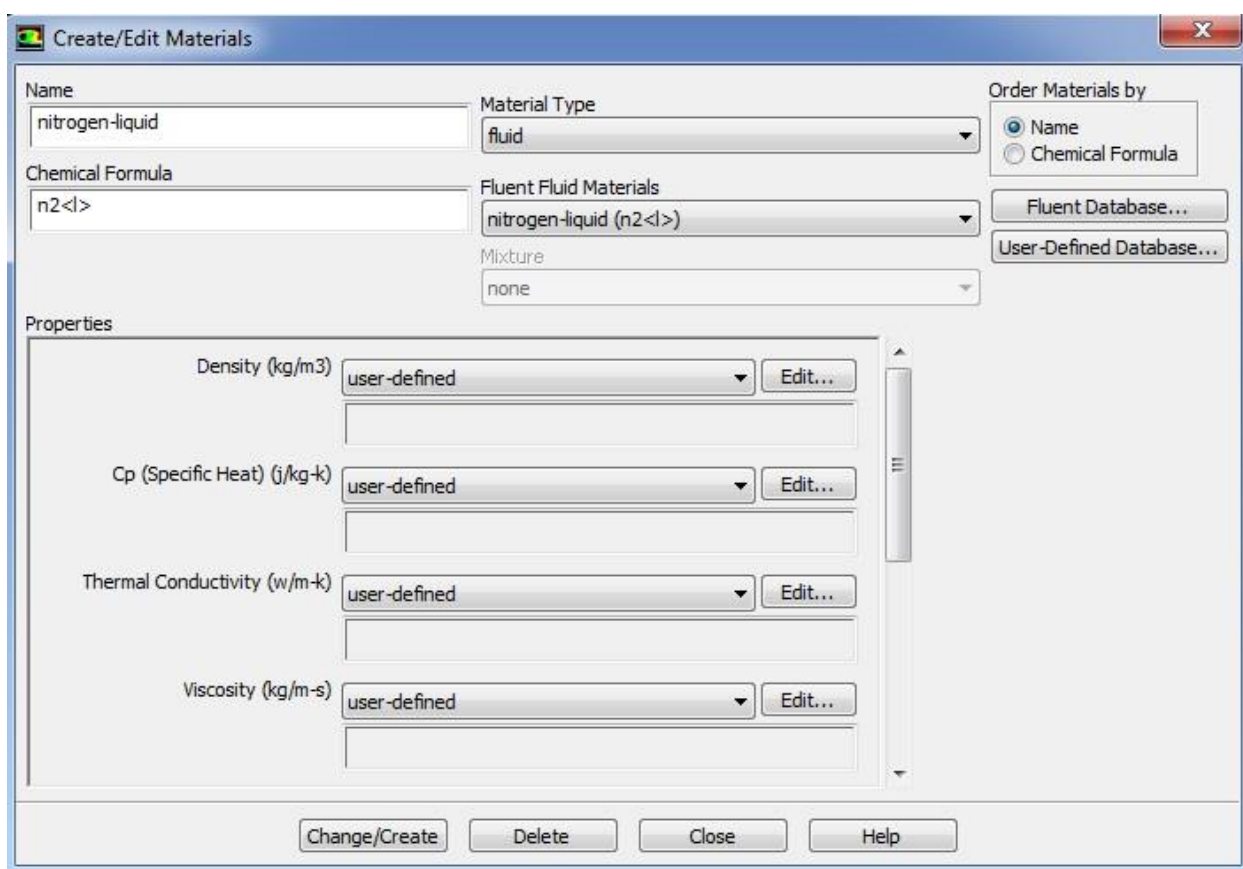 Create/Edit Materials
Name
nitrogen-liquid
Chemical Formula
n2<l>
Material Type
fluid
Fluent Fluid Materials
nitrogen-liquid (n2<l>)
Mixture
none
Order Materials by
Name
Chemical Formula
Fluent Database...
User-Defined Database...
Properties
Density (kg/m3)
user-defined
Edit...
Cp (Specific Heat) (j/kg-k)
user-defined
Edit...
Thermal Conductivity (w/m-k)
user-defined
Edit...
Viscosity (kg/m-s)
user-defined
Edit...
Change/Create
Delete
Close
Help